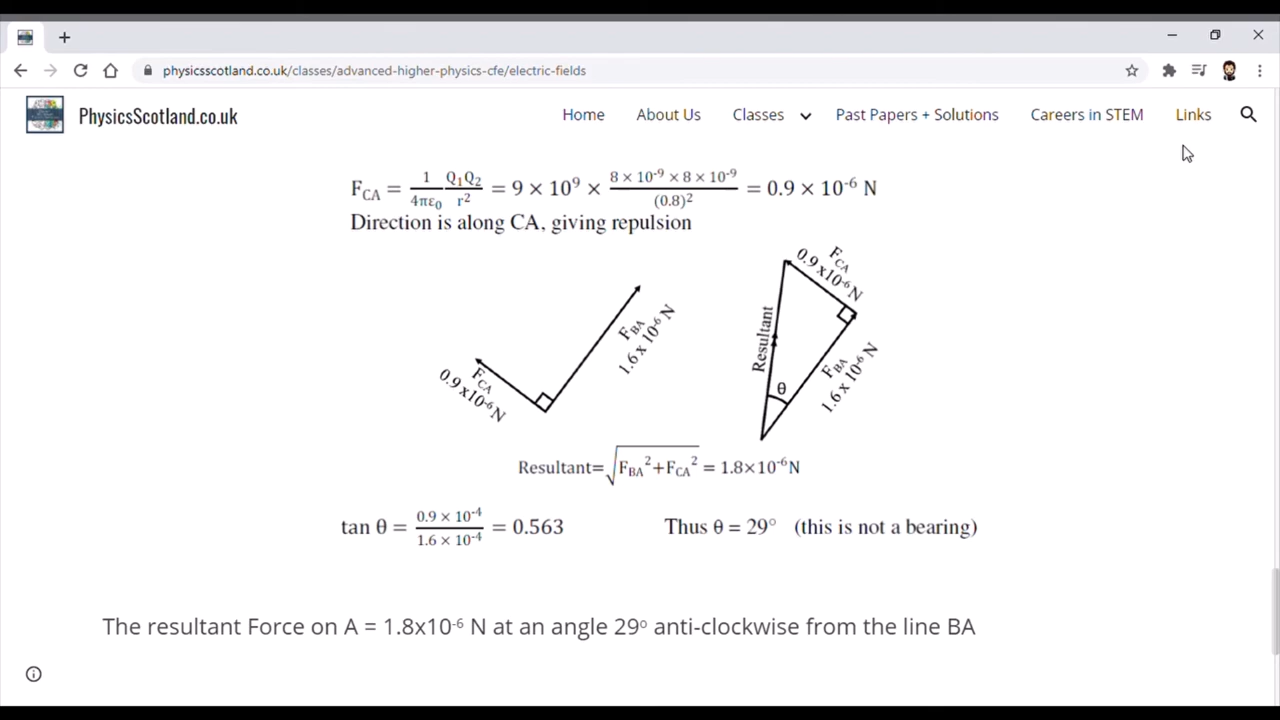 physicsscotland.co.uk/classes/advanced-higher-physics-cfe/electric-fields
PhysicsScotland.co.uk
Home About Us Classes Past Papers + Solutions Careers in STEM Links
F_CA = 1/4πε₀ Q₁Q₂/r² = 9 × 10⁹ × 8 × 10⁻⁹ × 8 × 10⁻⁹/(0.8)² = 0.9 × 10⁻⁶ N
Direction is along CA, giving repulsion
F_CA
0.9 x10⁻⁶ N
F_BA
1.6 x 10⁻⁶ N
Resultant
θ
F_CA
0.9 x10⁻⁶ N
F_BA
1.6 x 10⁻⁶ N
Resultant=√F_BA²+F_CA² = 1.8×10⁻⁶N
tan θ = 0.9 × 10⁻⁴/1.6 × 10⁻⁴ = 0.563 Thus θ = 29° (this is not a bearing)
The resultant Force on A = 1.8x10⁻⁶ N at an angle 29° anti-clockwise from the line BA